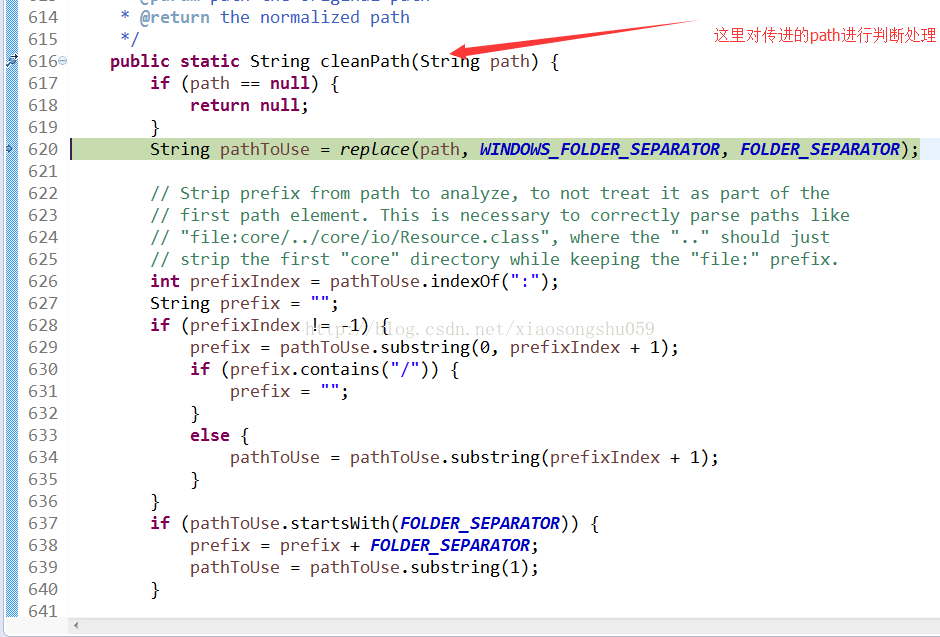 614 * @return the normalized path
615 */
这里对传进的path进行判断处理
616 public static String cleanPath(String path) {
617 if (path == null) {
618 return null;
619 }
620 String pathToUse = replace(path, WINDOWS_FOLDER_SEPARATOR, FOLDER_SEPARATOR);
621
622 // Strip prefix from path to analyze, to not treat it as part of the
623 // first path element. This is necessary to correctly parse paths like
624 // "file:core/../core/io/Resource.class", where the ".." should just
625 // strip the first "core" directory while keeping the "file:" prefix.
626 int prefixIndex = pathToUse.indexOf(":");
627 String prefix = "";
628 if (prefixIndex != -1) {
http://blog.csdn.net/xiaosongshu059
629 prefix = pathToUse.substring(0, prefixIndex + 1);
630 if (prefix.contains("/")) {
631 prefix = "";
632 }
633 else {
634 pathToUse = pathToUse.substring(prefixIndex + 1);
635 }
636 }
637 if (pathToUse.startsWith(FOLDER_SEPARATOR)) {
638 prefix = prefix + FOLDER_SEPARATOR;
639 pathToUse = pathToUse.substring(1);
640 }
641